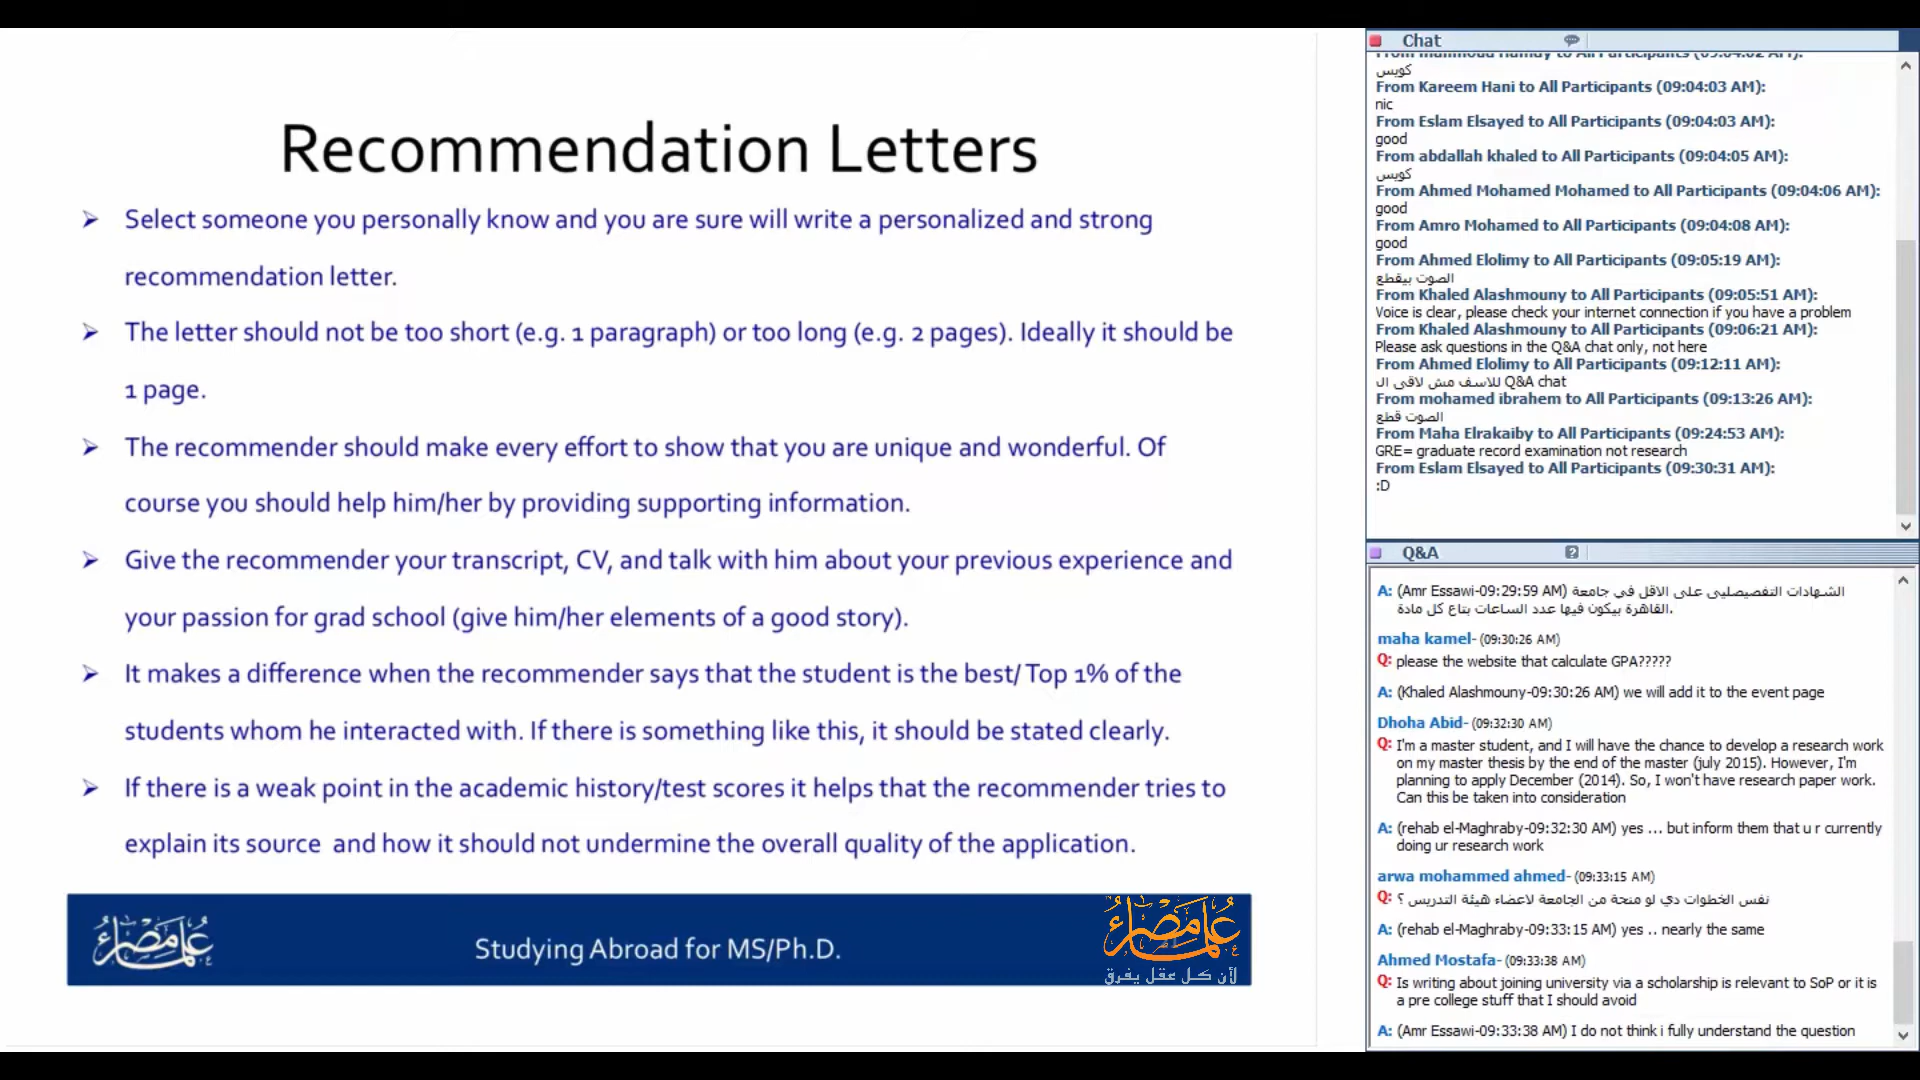 Recommendation Letters
➢ Select someone you personally know and you are sure will write a personalized and strong
recommendation letter.
➢ The letter should not be too short (e.g. 1 paragraph) or too long (e.g. 2 pages). Ideally it should be
1 page.
➢ The recommender should make every effort to show that you are unique and wonderful. Of
course you should help him/her by providing supporting information.
➢ Give the recommender your transcript, CV, and talk with him about your previous experience and
your passion for grad school (give him/her elements of a good story).
➢ It makes a difference when the recommender says that the student is the best/ Top 1% of the
students whom he interacted with. If there is something like this, it should be stated clearly.
➢ If there is a weak point in the academic history/test scores it helps that the recommender tries to
explain its source and how it should not undermine the overall quality of the application.
علماء مصر
Studying Abroad for MS/Ph.D.
علماء مصر
لأن كل عقل يفرق
Chat
From mahmoud hamdy to All Participants (09:04:02 AM):
كويس
From Kareem Hani to All Participants (09:04:03 AM):
nic
From Eslam Elsayed to All Participants (09:04:03 AM):
good
From abdallah khaled to All Participants (09:04:05 AM):
كويس
From Ahmed Mohamed Mohamed to All Participants (09:04:06 AM):
good
From Amro Mohamed to All Participants (09:04:08 AM):
good
From Ahmed Elolimy to All Participants (09:05:19 AM):
الصوت بيقطع
From Khaled Alashmouny to All Participants (09:05:51 AM):
Voice is clear, please check your internet connection if you have a problem
From Khaled Alashmouny to All Participants (09:06:21 AM):
Please ask questions in the Q&A chat only, not here
From Ahmed Elolimy to All Participants (09:12:11 AM):
للاسف مش لاقى ال Q&A chat
From mohamed ibrahem to All Participants (09:13:26 AM):
الصوت قطع
From Maha Elrakaiby to All Participants (09:24:53 AM):
GRE= graduate record examination not research
From Eslam Elsayed to All Participants (09:30:31 AM):
:D
Q&A
A: (Amr Essawi-09:29:59 AM) الشهادات التفصيصليى على الاقل في جامعة
القاهرة بيكون فيها عدد الساعات بتاع كل مادة.
maha kamel- (09:30:26 AM)
Q: please the website that calculate GPA?????
A: (Khaled Alashmouny-09:30:26 AM) we will add it to the event page
Dhoha Abid- (09:32:30 AM)
Q: I'm a master student, and I will have the chance to develop a research work
on my master thesis by the end of the master (july 2015). However, I'm
planning to apply December (2014). So, I won't have research paper work.
Can this be taken into consideration
A: (rehab el-Maghraby-09:32:30 AM) yes ... but inform them that u r currently
doing ur research work
arwa mohammed ahmed- (09:33:15 AM)
Q: نفس الخطوات دي لو منحة من الجامعة لاعضاء هيئة التدريس ؟
A: (rehab el-Maghraby-09:33:15 AM) yes .. nearly the same
Ahmed Mostafa- (09:33:38 AM)
Q: Is writing about joining university via a scholarship is relevant to SoP or it is
a pre college stuff that I should avoid
A: (Amr Essawi-09:33:38 AM) I do not think i fully understand the question